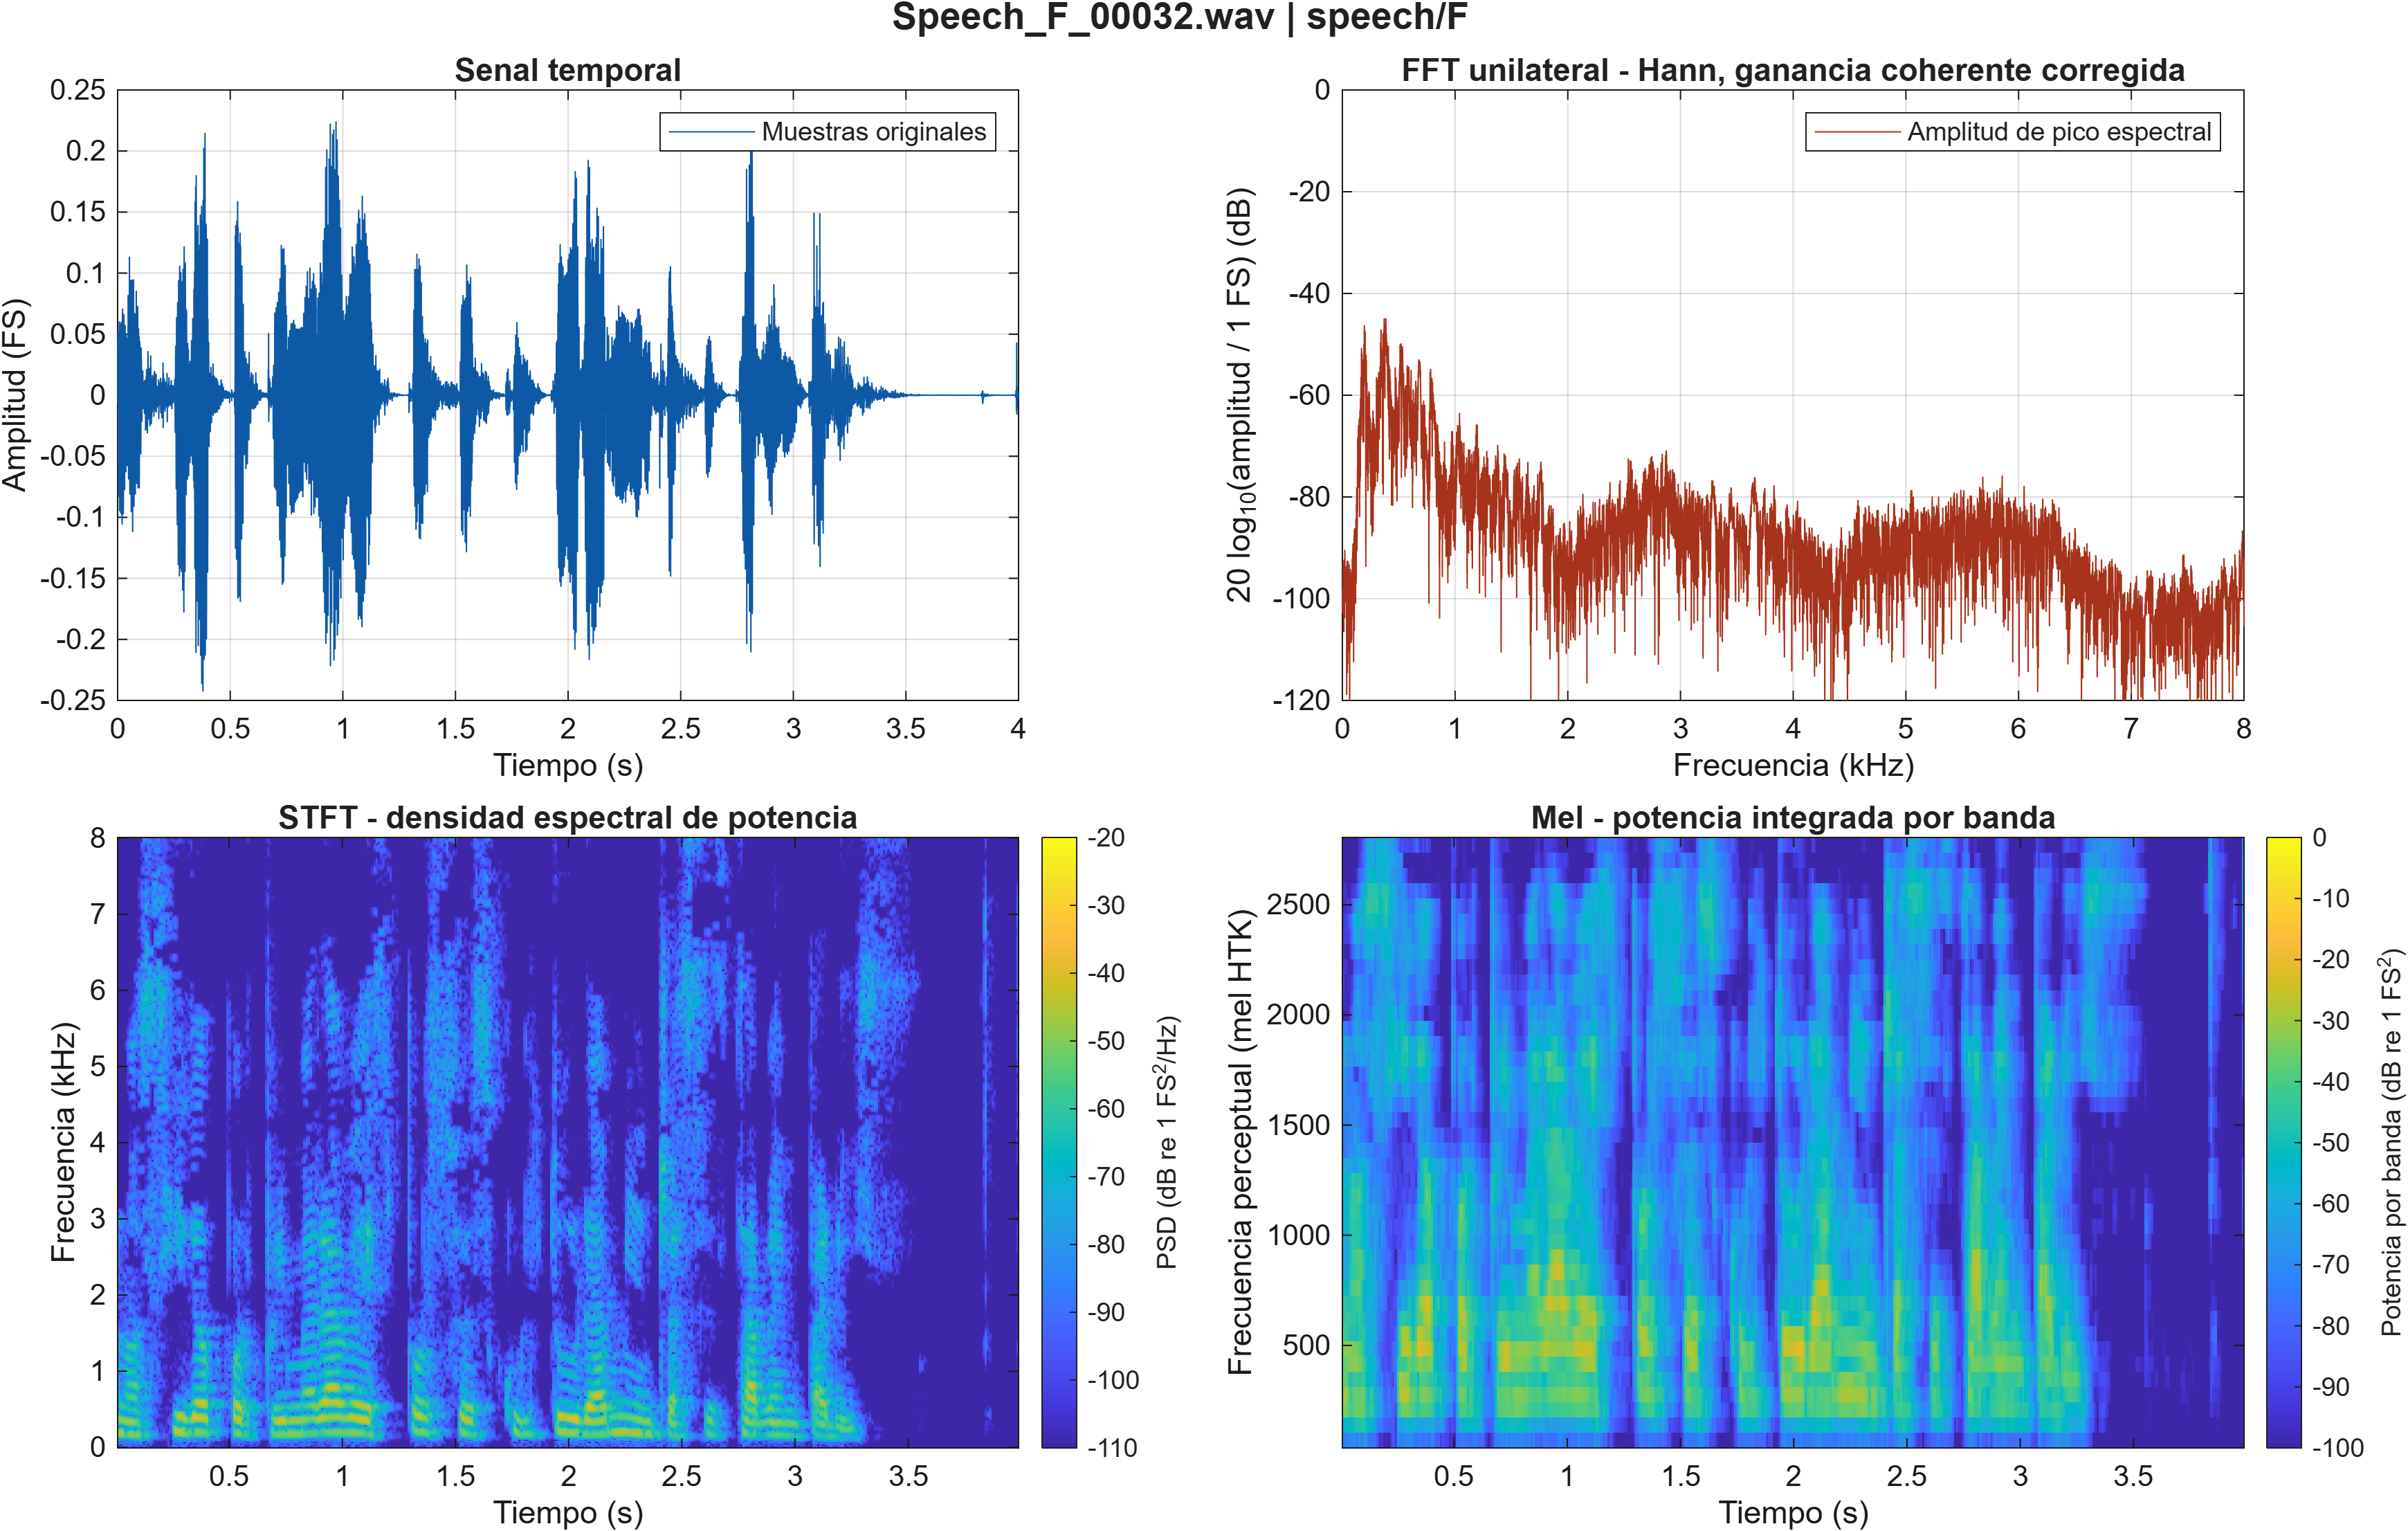 Speech_F_00032.wav | speech/F
Senal temporal
0.25
0.2
0.15
0.1
0.05
0
-0.05
-0.1
-0.15
-0.2
-0.25
Amplitud (FS)
Muestras originales
0 0.5 1 1.5 2 2.5 3 3.5 4
Tiempo (s)
FFT unilateral - Hann, ganancia coherente corregida
0
-20
-40
-60
-80
-100
-120
20 log10(amplitud / 1 FS) (dB)
Amplitud de pico espectral
0 1 2 3 4 5 6 7 8
Frecuencia (kHz)
STFT - densidad espectral de potencia
8
7
6
5
4
3
2
1
0
Frecuencia (kHz)
0.5 1 1.5 2 2.5 3 3.5
Tiempo (s)
-20
-30
-40
-50
-60
-70
-80
-90
-100
-110
PSD (dB re 1 FS²/Hz)
Mel - potencia integrada por banda
2500
2000
1500
1000
500
Frecuencia perceptual (mel HTK)
0.5 1 1.5 2 2.5 3 3.5
Tiempo (s)
0
-10
-20
-30
-40
-50
-60
-70
-80
-90
-100
Potencia por banda (dB re 1 FS²)